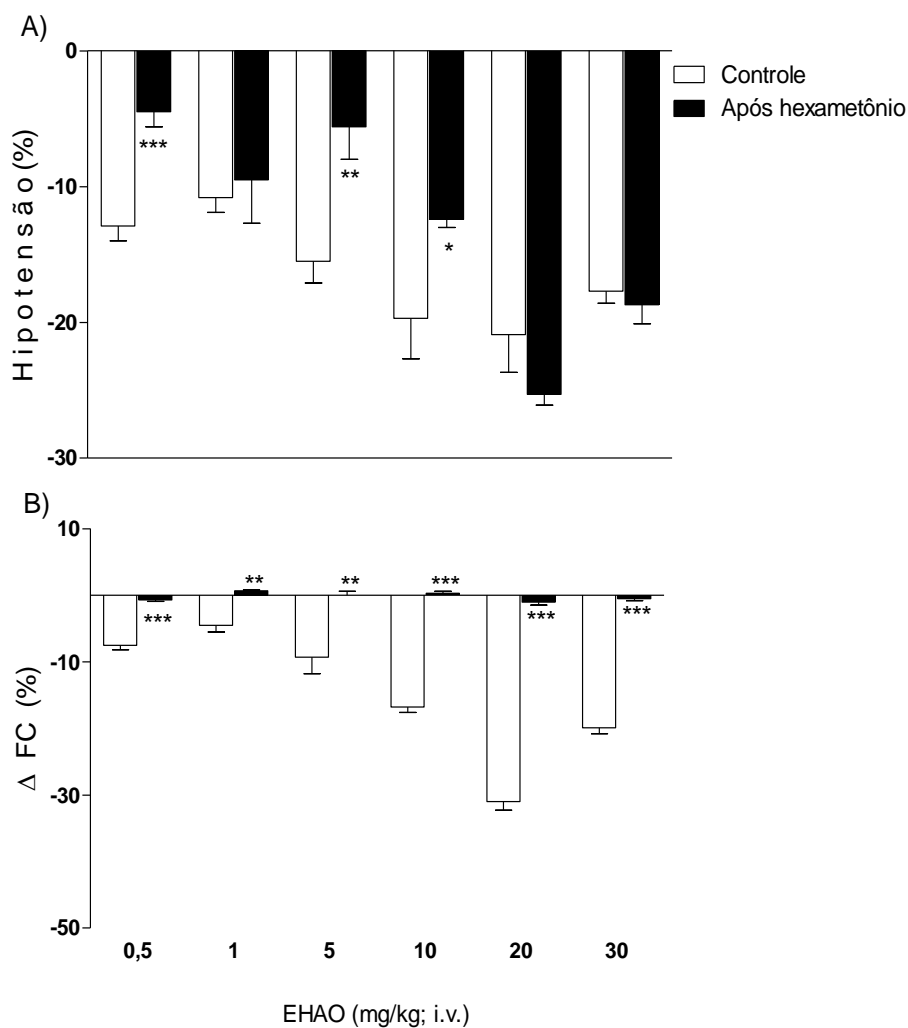 A)
0
-10
-20
-30
Hipotensão (%)
Controle
Após hexametônio
***
**
*
B)
10
-10
-30
-50
Δ FC (%)
** ** ***
*** *** ***
0,5 1 5 10 20 30
EHAO (mg/kg; i.v.)